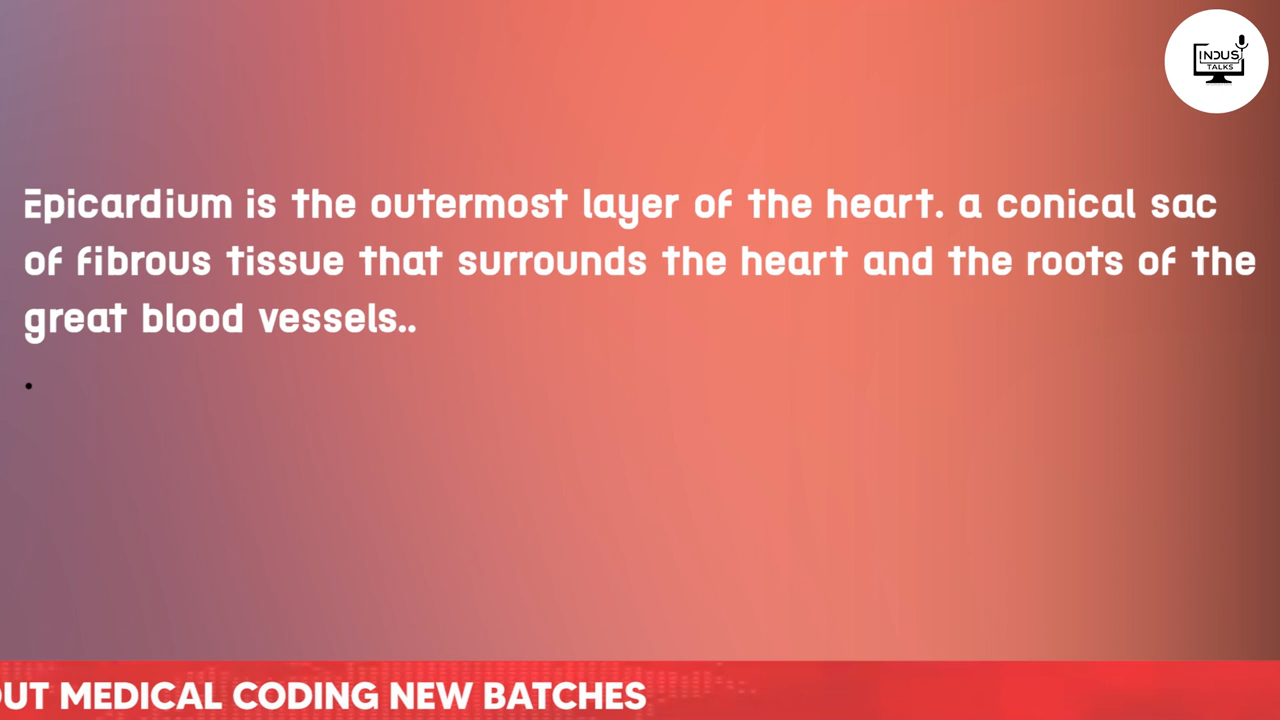 INDUS
TALKS
Epicardium is the outermost layer of the heart. a conical sac
of fibrous tissue that surrounds the heart and the roots of the
great blood vessels..
.
MEDICAL CODING NEW BATCHES